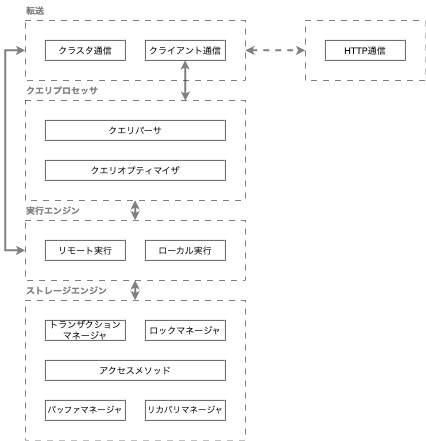 転送
クラスタ通信
クライアント通信
HTTP通信
クエリプロセッサ
クエリパーサ
クエリオプティマイザ
実行エンジン
リモート実行
ローカル実行
ストレージエンジン
トランザクション
マネージャ
ロックマネージャ
アクセスメソッド
バッファマネージャ
リカバリマネージャ